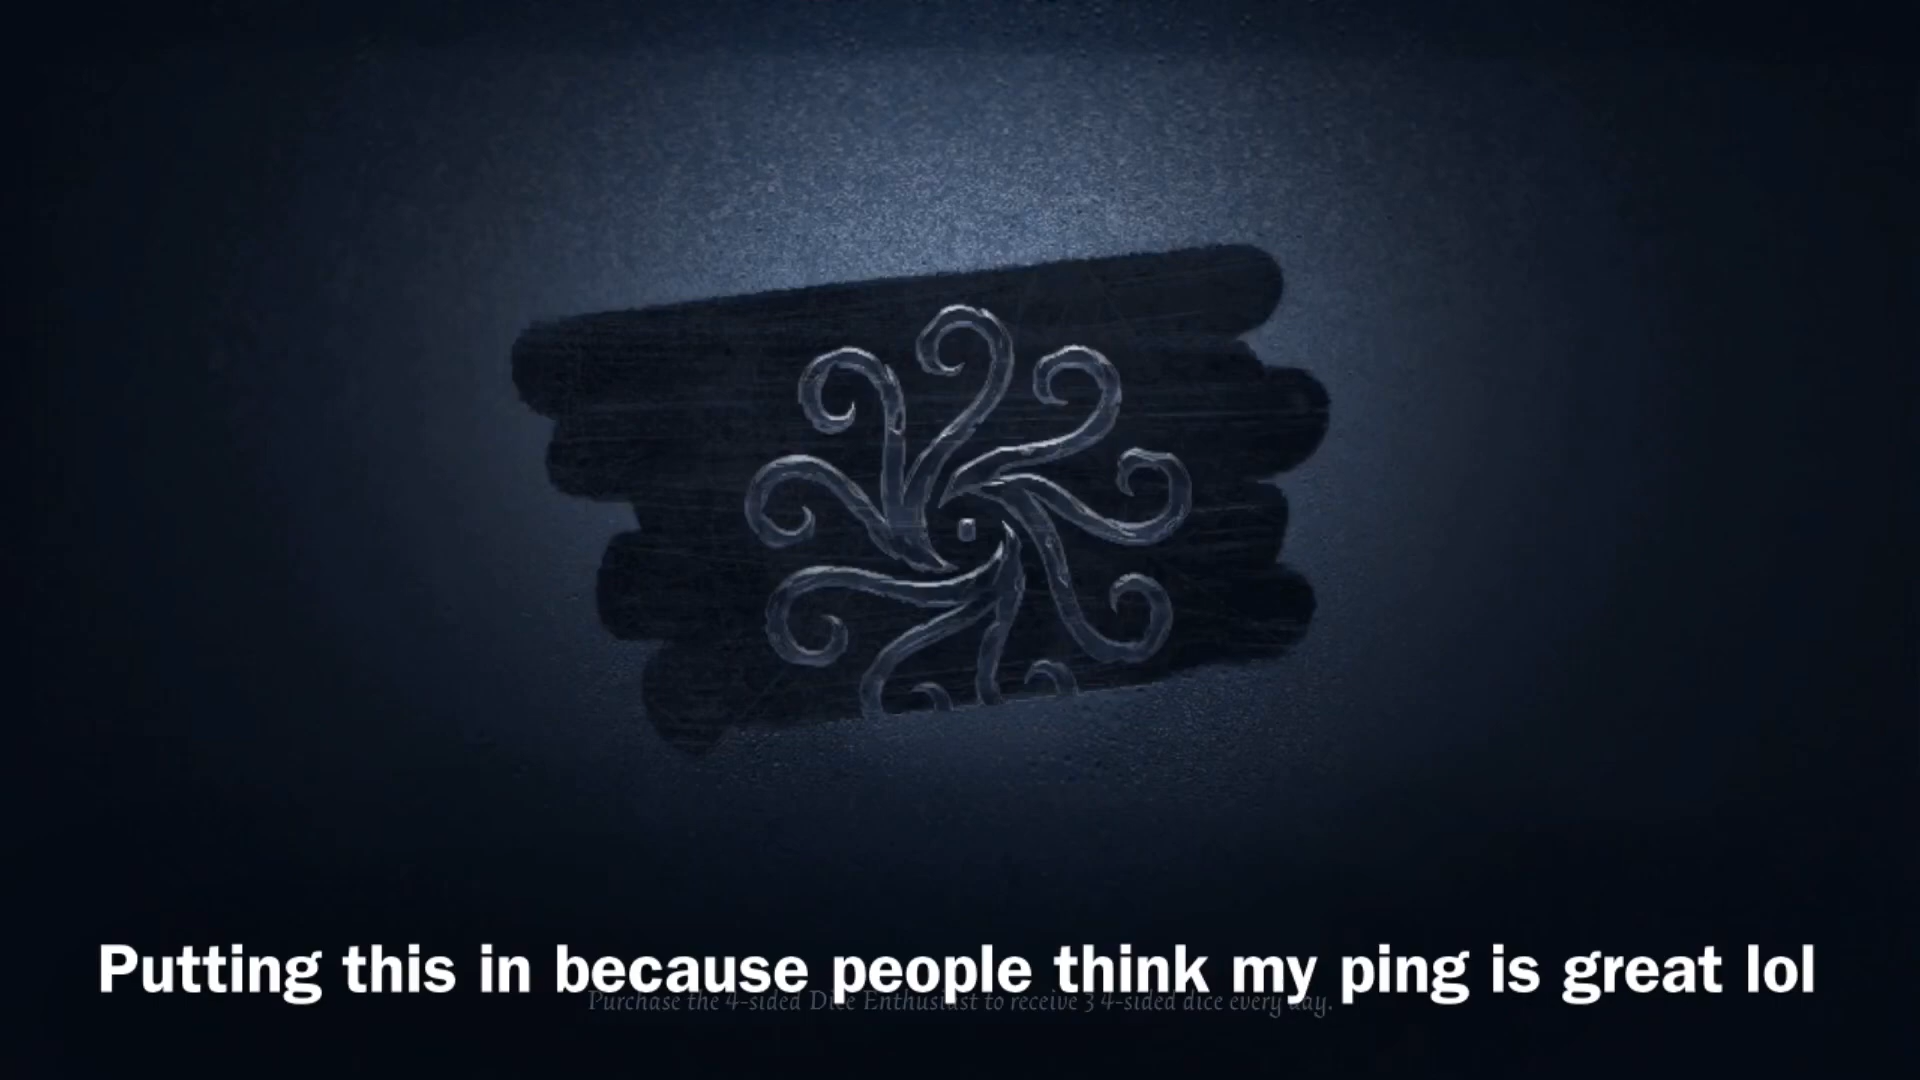 Putting this in because people think my ping is great lol
Purchase the 4-sided Dice Enthusiast to receive 3 4-sided dice every day.